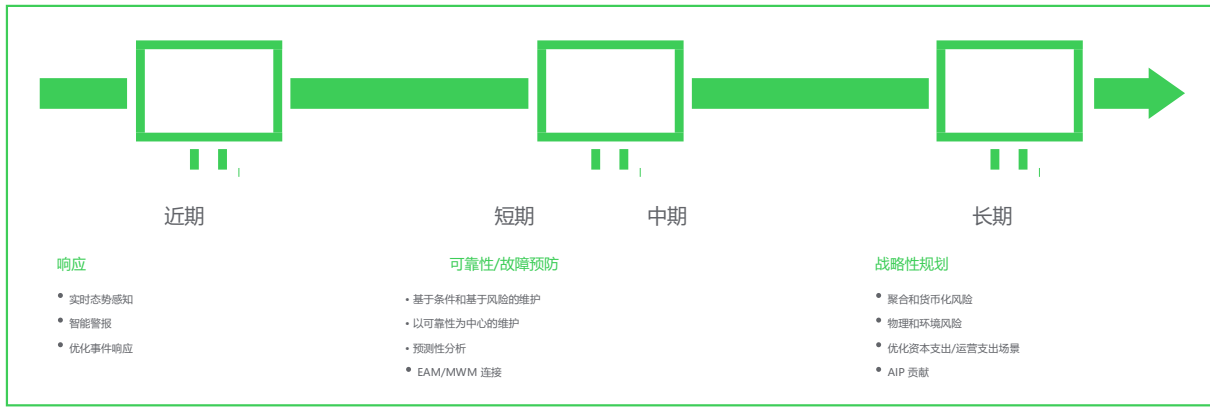 近期
短期
中期
长期
响应
• 实时态势感知
• 智能警报
• 优化事件响应
可靠性/故障预防
• 基于条件和基于风险的维护
• 以可靠性为中心的维护
• 预测性分析
• EAM/MWM 连接
战略性规划
• 聚合和货币化风险
• 物理和环境风险
• 优化资本支出/运营支出场景
• AIP 贡献